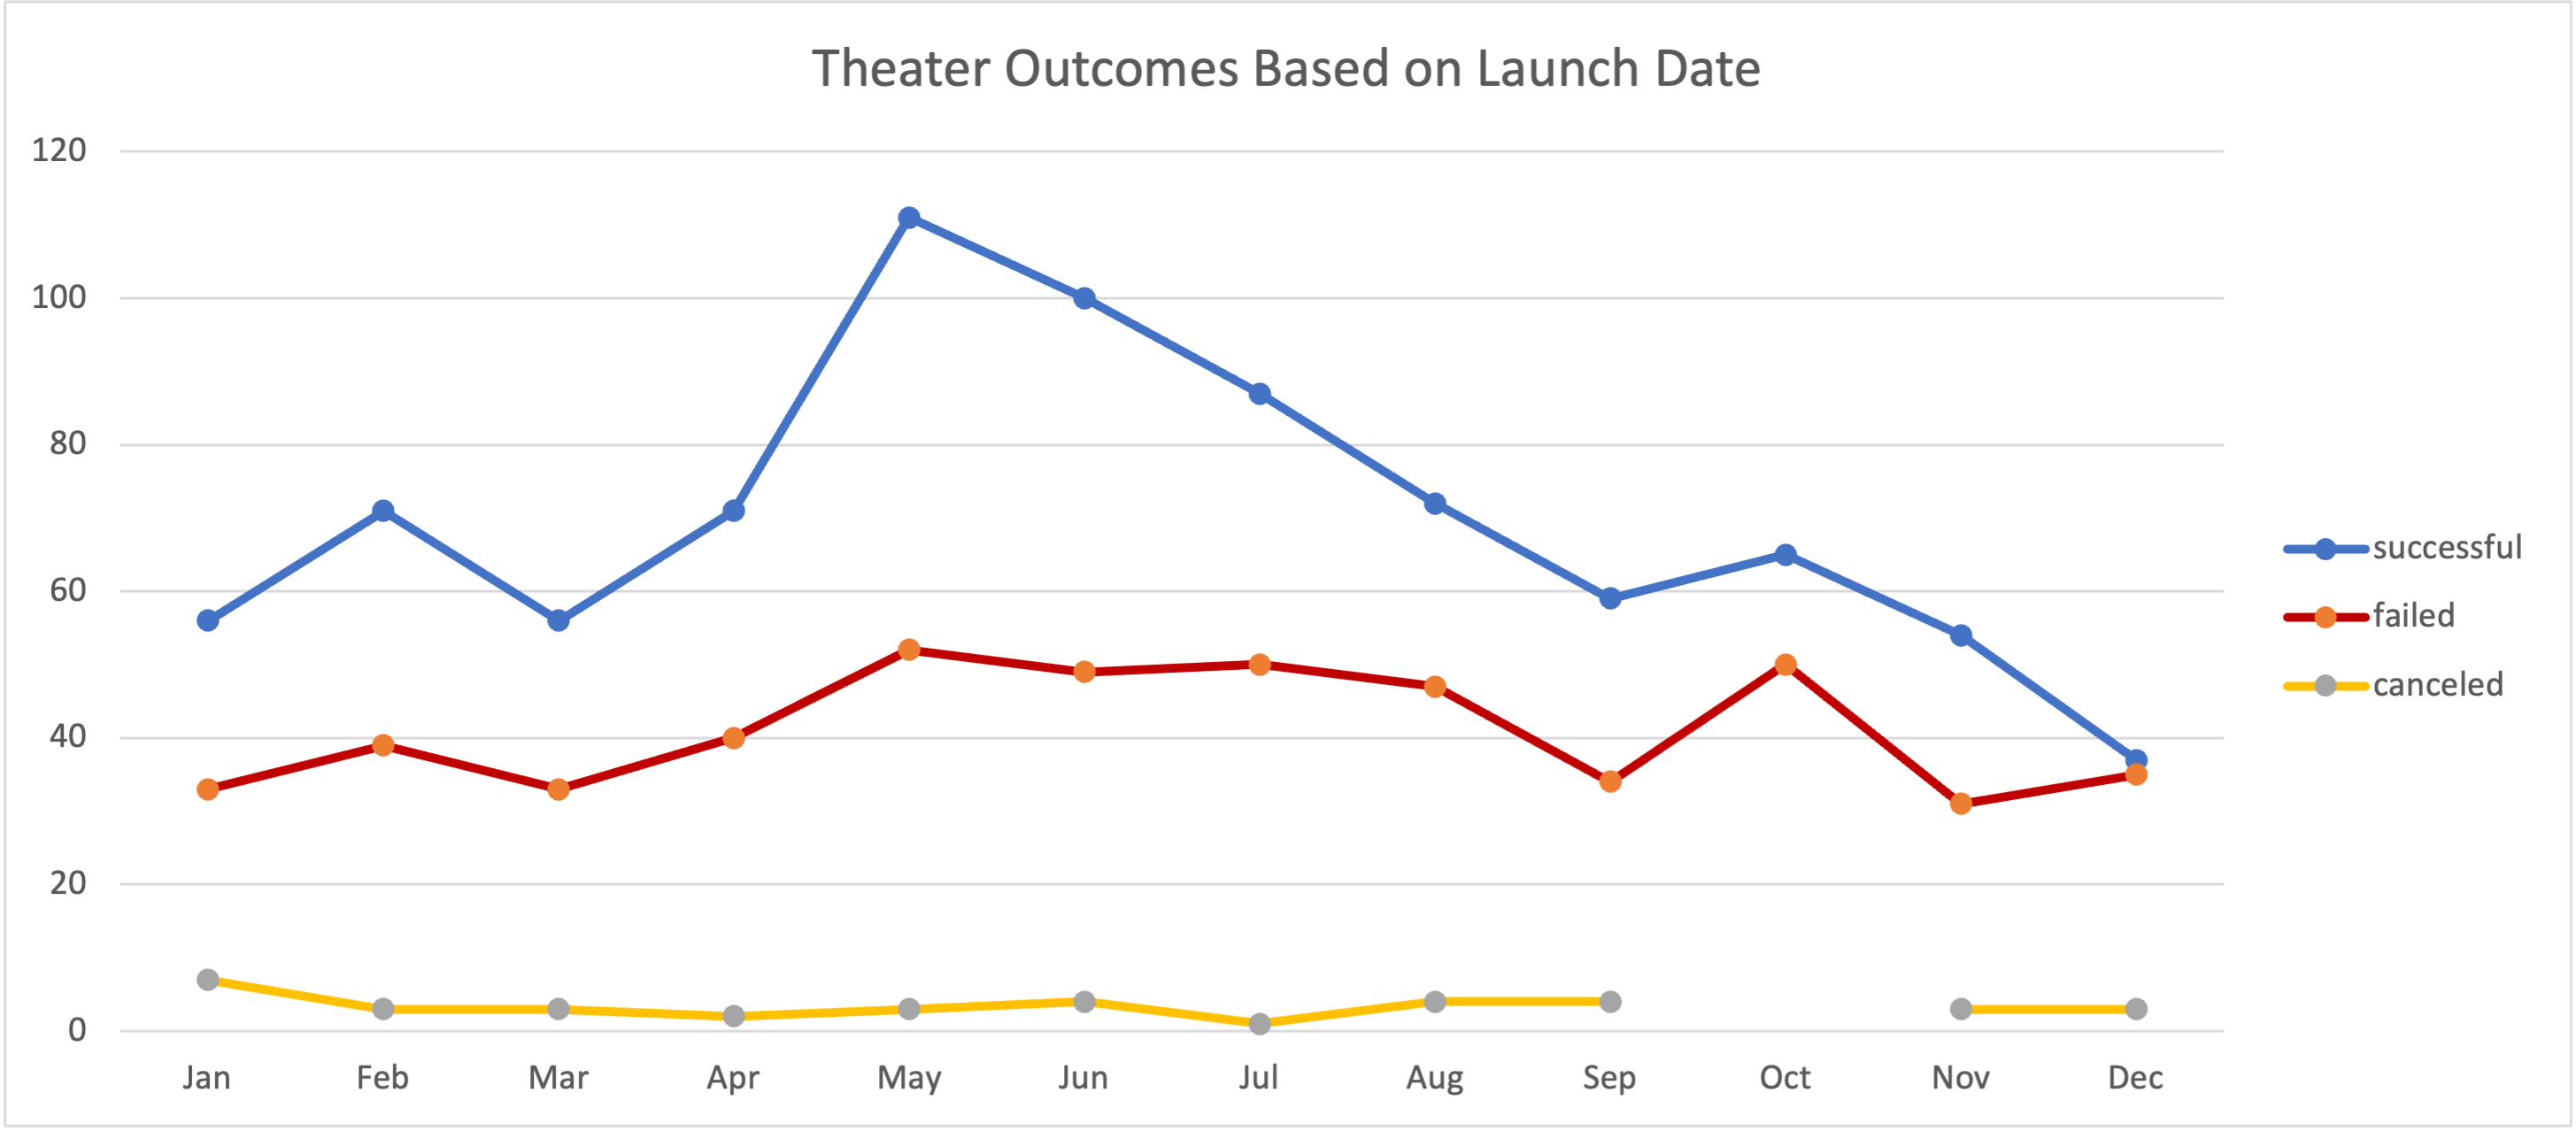 Theater Outcomes Based on Launch Date
120
100
80
60
40
20
0
Jan Feb Mar Apr May Jun Jul Aug Sep Oct Nov Dec
successful
failed
canceled